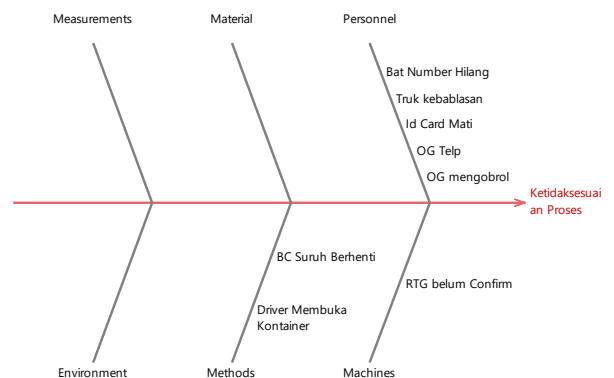 Measurements
Material
Personnel
Bat Number Hilang
Truk kebablasan
Id Card Mati
OG Telp
OG mengobrol
Ketidaksesuai
an Proses
BC Suruh Berhenti
RTG belum Confirm
Driver Membuka
Kontainer
Environment
Methods
Machines